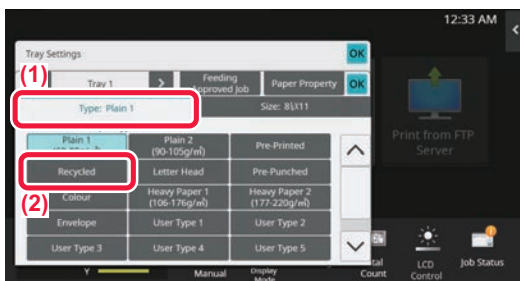 12:33 AM
Tray Settings
OK
(1)
Tray 1
>
Feeding
Approved Job
Paper Property
OK
Type: Plain 1
Size: 8½X11
Print from FTP
Server
Plain 1
Plain 2
(90-105g/㎡)
Pre-Printed
Recycled
Letter Head
Pre-Punched
(2)
Colour
Heavy Paper 1
(106-176g/㎡)
Heavy Paper 2
(177-220g/㎡)
Envelope
User Type 1
User Type 2
User Type 3
User Type 4
User Type 5
Y
Manual
Display
Mode
Count
LCD
Control
Job Status